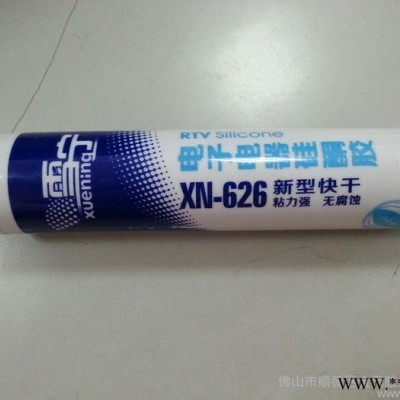 雪宁
xuening
RTV Silicone
电子电器硅酮胶
XN-626 新型快干
粘力强 无腐蚀
佛山市顺
www.